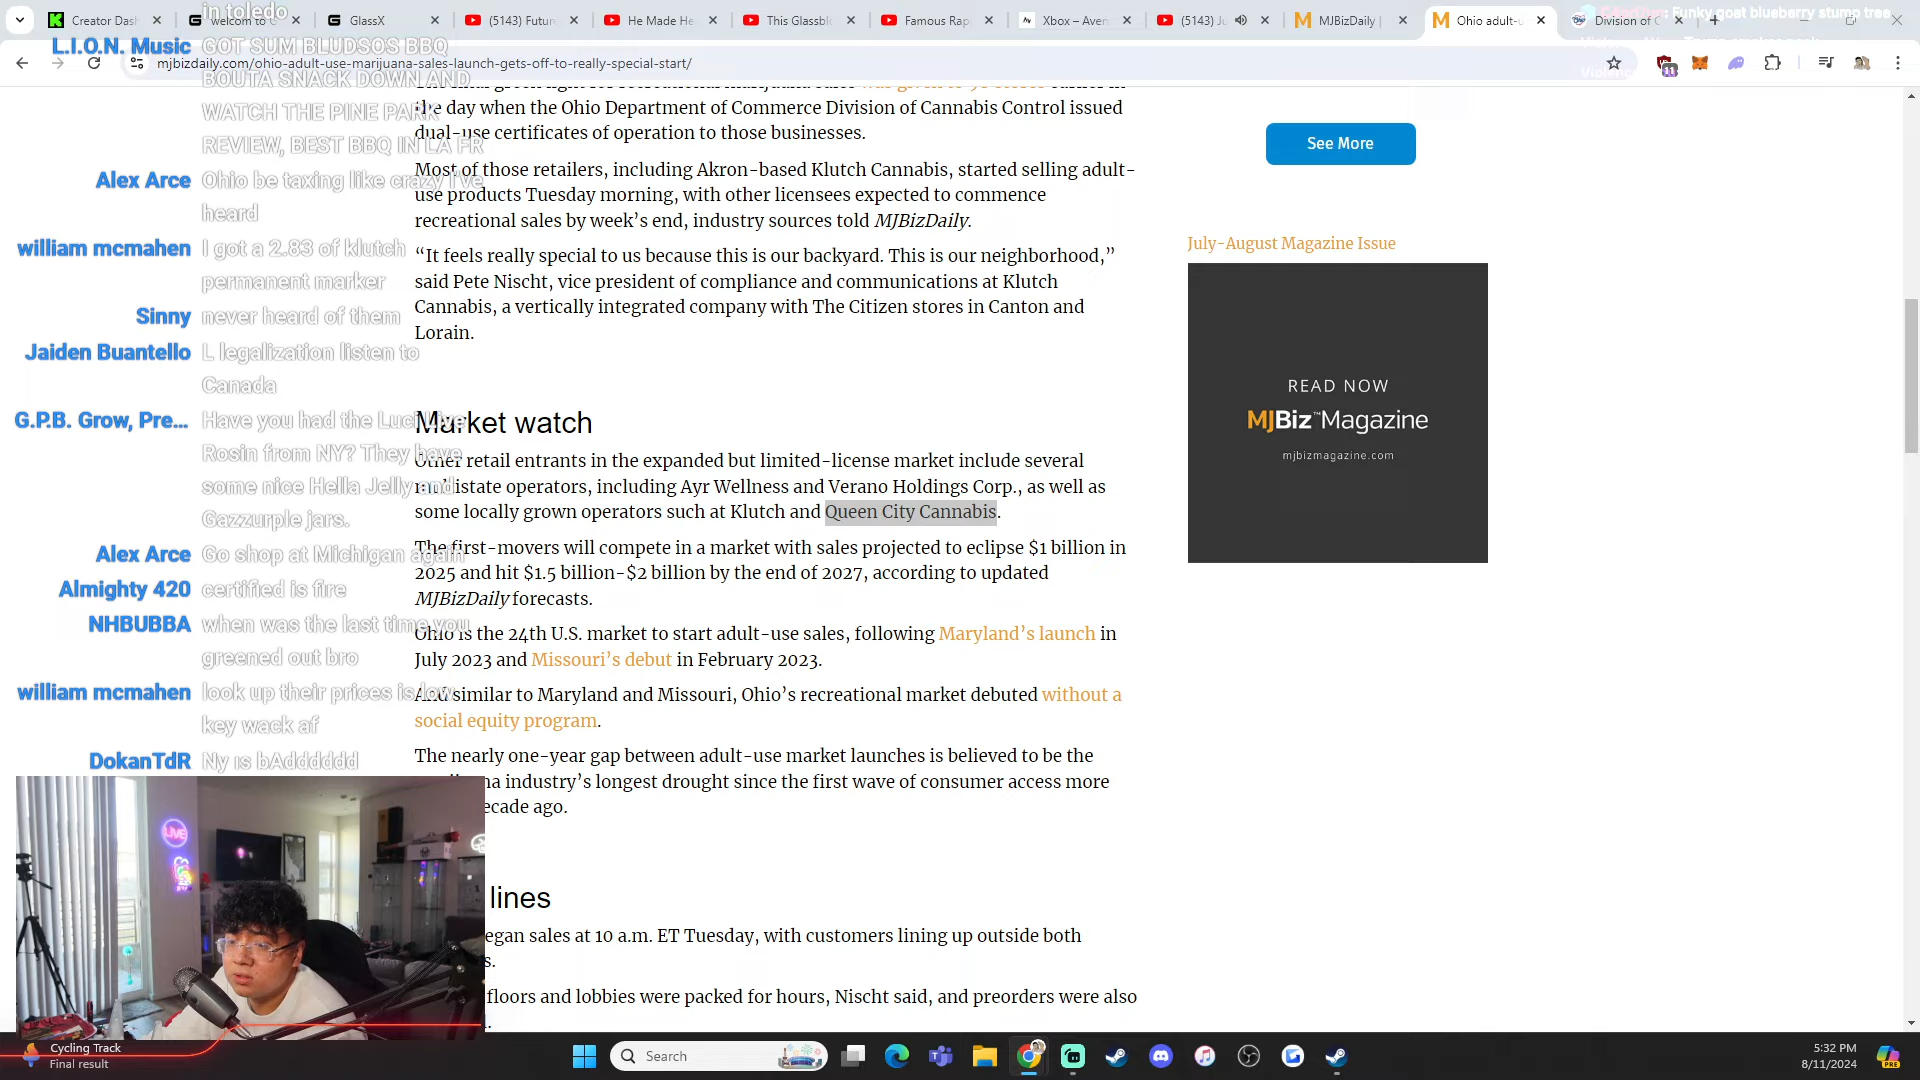 Creator Dash
welcome to
GlassX
(5143) Futur
He Made He
This Glassbl
Famous Rap
Xbox – Aven
(5143) Ju
MJBizDaily |
Ohio adult-u
Division of C
Funky goat blueberry stump tree
mjbizdaily.com/ohio-adult-use-marijuana-sales-launch-gets-off-to-really-special-start/
11
in toledo
L.I.O.N. Music GOT SUM BLUDSOS BBQ
BOUTA SNACK DOWN AND
WATCH THE PINE PARK
REVIEW, BEST BBQ IN LA FR
Alex Arce Ohio be taxing like crazy I've
heard
william mcmahen I got a 2.83 of klutch
permanent marker
Sinny never heard of them
Jaiden Buantello L legalization listen to
Canada
G.P.B. Grow, Pre... Have you had the Luci Live
Rosin from NY? They have
some nice Hella Jelly and
Gazzurple jars.
Alex Arce Go shop at Michigan again
Almighty 420 certified is fire
NHBUBBA when was the last time you
greened out bro
william mcmahen look up their prices is low
key wack af
DokanTdR Ny ıs bAdddddd
the day when the Ohio Department of Commerce Division of Cannabis Control issued
dual-use certificates of operation to those businesses.
Most of those retailers, including Akron-based Klutch Cannabis, started selling adult-
use products Tuesday morning, with other licensees expected to commence
recreational sales by week’s end, industry sources told MJBizDaily.
“It feels really special to us because this is our backyard. This is our neighborhood,”
said Pete Nischt, vice president of compliance and communications at Klutch
Cannabis, a vertically integrated company with The Citizen stores in Canton and
Lorain.
Market watch
Other retail entrants in the expanded but limited-license market include several
multistate operators, including Ayr Wellness and Verano Holdings Corp., as well as
some locally grown operators such at Klutch and Queen City Cannabis.
The first-movers will compete in a market with sales projected to eclipse $1 billion in
2025 and hit $1.5 billion-$2 billion by the end of 2027, according to updated
MJBizDaily forecasts.
Ohio is the 24th U.S. market to start adult-use sales, following Maryland’s launch in
July 2023 and Missouri’s debut in February 2023.
And similar to Maryland and Missouri, Ohio’s recreational market debuted without a
social equity program.
The nearly one-year gap between adult-use market launches is believed to be the
industry’s longest drought since the first wave of consumer access more
ecade ago.
lines
egan sales at 10 a.m. ET Tuesday, with customers lining up outside both
s.
floors and lobbies were packed for hours, Nischt said, and preorders were also
See More
July-August Magazine Issue
READ NOW
MJBiz™Magazine
mjbizmagazine.com
LIVE
Cycling Track
Final result
Search
5:32 PM
8/11/2024
PRE